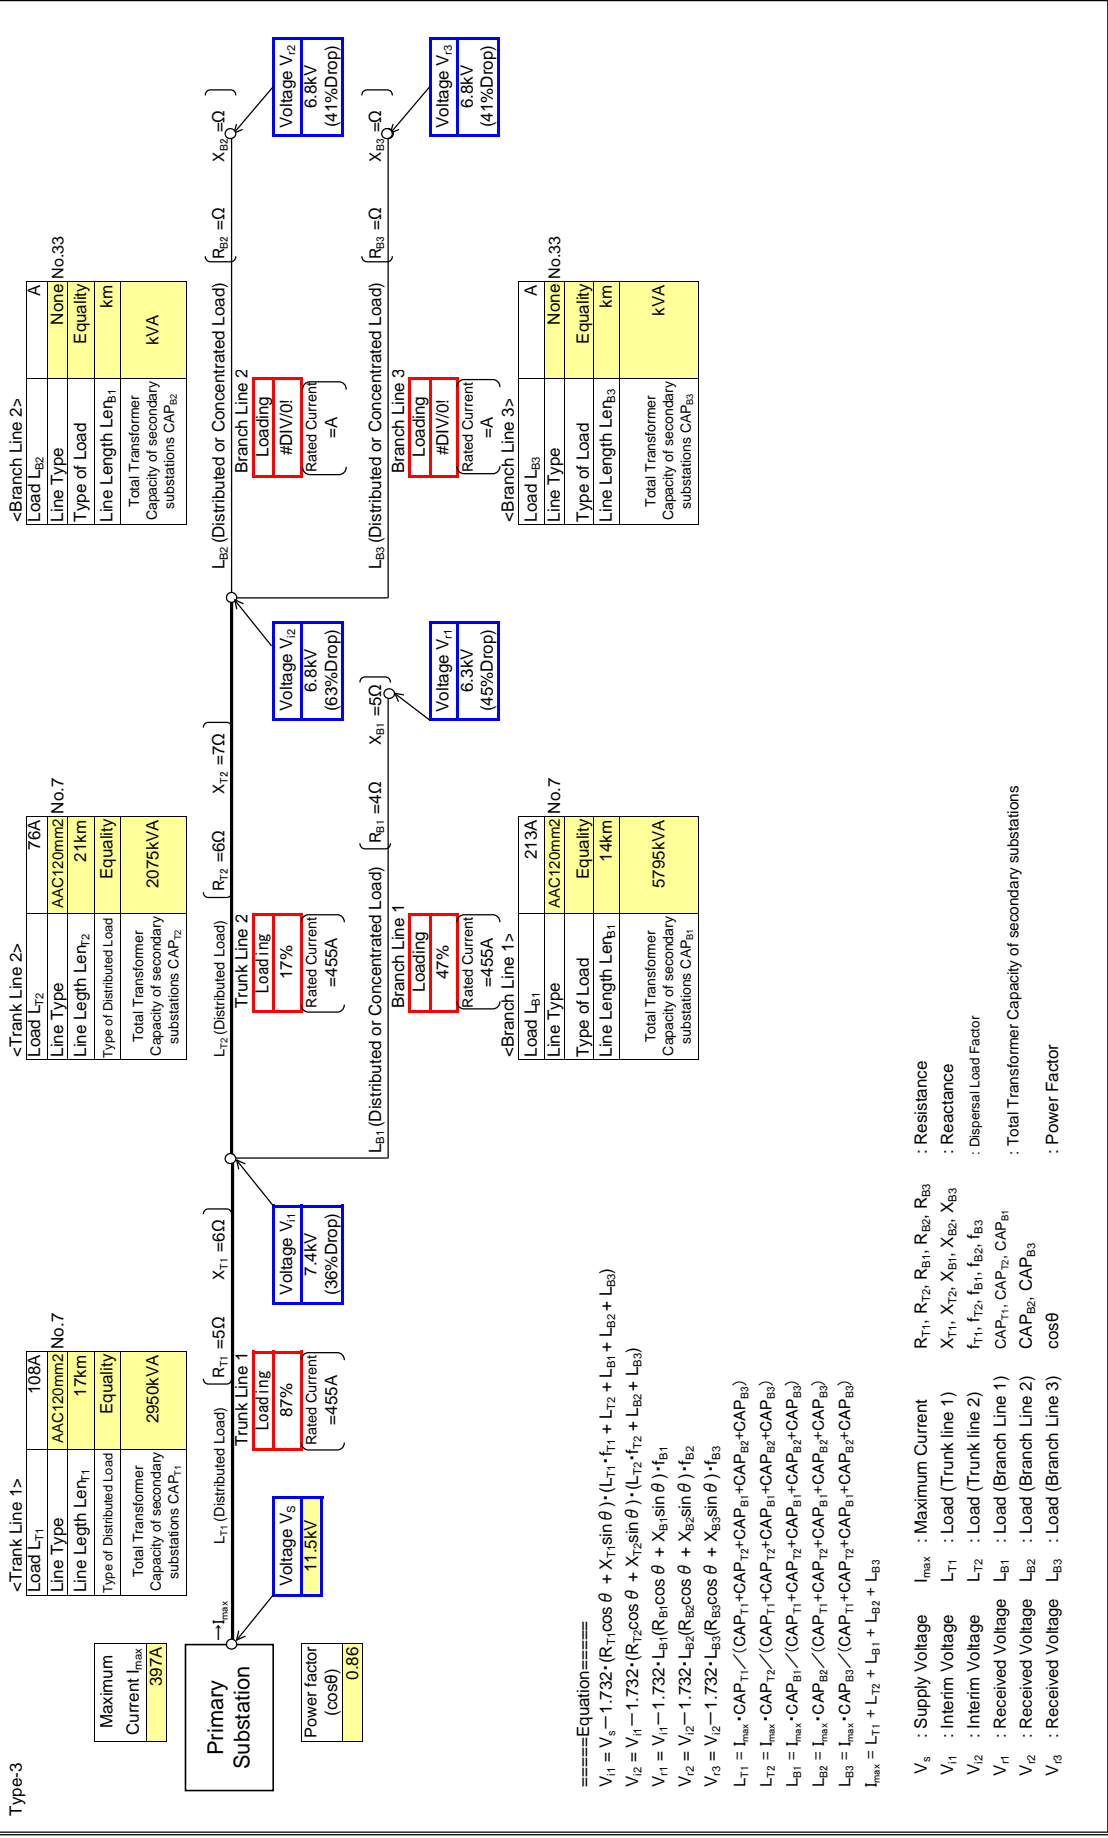 Type-3
Maximum
Current Imax
397A
Primary
Substation
→Imax
Power factor
(cosθ)
0.86
Voltage VS
11.5kV
<Trank Line 1>
Load LT1 108A
Line Type AAC120mm2 No.7
Line Length LenT1 17km
Type of Distributed Load Equality
Total Transformer
Capacity of secondary
substations CAPT1
2950kVA
LT1 (Distributed Load) (RT1 =5Ω XT1 =6Ω)
Trunk Line 1
Loading
87%
(Rated Current
=455A)
Voltage Vi1
7.4kV
(36%Drop)
<Trank Line 2>
Load LT2 76A
Line Type AAC120mm2 No.7
Line Legth LenT2 21km
Type of Distributed Load Equality
Total Transformer
Capacity of secondary
substations CAPT2
2075kVA
LT2 (Distributed Load) (RT2 =6Ω XT2 =7Ω)
Trunk Line 2
Loading
17%
(Rated Current
=455A)
Voltage Vi2
6.8kV
(63%Drop)
LB1 (Distributed or Concentrated Load) (RB1 =4Ω XB1 =5Ω)
Branch Line 1
Loading
47%
(Rated Current
=455A)
Voltage Vr1
6.3kV
(45%Drop)
<Branch Line 1>
Load LB1 213A
Line Type AAC120mm2 No.7
Type of Load Equality
Line Length LenB1 14km
Total Transformer
Capacity of secondary
substations CAPB1
5795kVA
<Branch Line 2>
Load LB2 A
Line Type None No.33
Type of Load Equality
Line Length LenB1 km
Total Transformer
Capacity of secondary
substations CAPB2
kVA
LB2 (Distributed or Concentrated Load) (RB2 =Ω XB2 =Ω)
Branch Line 2
Loading
#DIV/0!
(Rated Current
=A)
Voltage Vr2
6.8kV
(41%Drop)
LB3 (Distributed or Concentrated Load) (RB3 =Ω XB3 =Ω)
Branch Line 3
Loading
#DIV/0!
(Rated Current
=A)
Voltage Vr3
6.8kV
(41%Drop)
<Branch Line 3>
Load LB3 A
Line Type None No.33
Type of Load Equality
Line Length LenB3 km
Total Transformer
Capacity of secondary
substations CAPB3
kVA
=====Equation=====
Vi1 = Vs－1.732・(RT1cos θ + XT1sin θ)・(LT1・fT1 + LT2 + LB1 + LB2 + LB3)
Vi2 = Vi1－1.732・(RT2cos θ + XT2sin θ)・(LT2・fT2 + LB2 + LB3)
Vr1 = Vi1－1.732・LB1(RB1cos θ + XB1sin θ)・fB1
Vr2 = Vi2－1.732・LB2(RB2cos θ + XB2sin θ)・fB2
Vr3 = Vi2－1.732・LB3(RB3cos θ + XB3sin θ)・fB3
LT1 = Imax・CAPT1／(CAPT1+CAPT2+CAPB1+CAPB2+CAPB3)
LT2 = Imax・CAPT2／(CAPT1+CAPT2+CAPB1+CAPB2+CAPB3)
LB1 = Imax・CAPB1／(CAPT1+CAPT2+CAPB1+CAPB2+CAPB3)
LB2 = Imax・CAPB2／(CAPT1+CAPT2+CAPB1+CAPB2+CAPB3)
LB3 = Imax・CAPB3／(CAPT1+CAPT2+CAPB1+CAPB2+CAPB3)
Imax = LT1 + LT2 + LB1 + LB2 + LB3
Vs : Supply Voltage Imax : Maximum Current RT1, RT2, RB1, RB2, RB3 : Resistance
Vi1 : Interim Voltage LT1 : Load (Trunk line 1) XT1, XT2, XB1, XB2, XB3 : Reactance
Vi2 : Interim Voltage LT2 : Load (Trunk line 2) fT1, fT2, fB1, fB2, fB3 : Dispersal Load Factor
Vr1 : Received Voltage LB1 : Load (Branch Line 1) CAPT1, CAPT2, CAPB1 : Total Transformer Capacity of secondary substations
Vr2 : Received Voltage LB2 : Load (Branch Line 2) CAPB2, CAPB3
Vr3 : Received Voltage LB3 : Load (Branch Line 3) cosθ : Power Factor